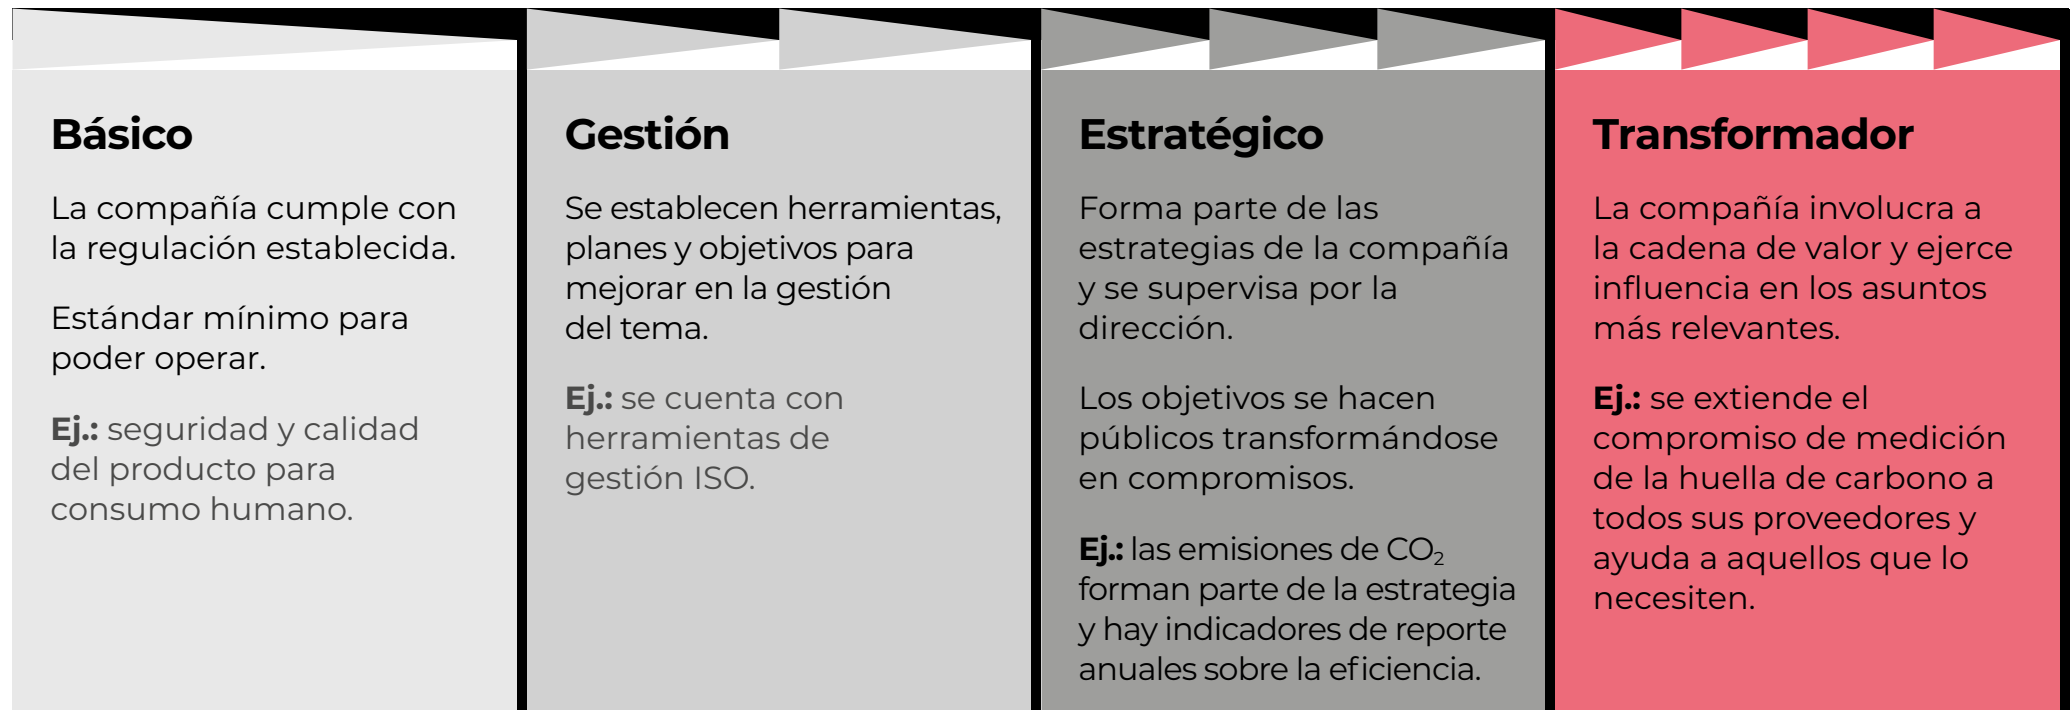 Básico
La compañía cumple con
la regulación establecida.
Estándar mínimo para
poder operar.
Ej.: seguridad y calidad
del producto para
consumo humano.
Gestión
Se establecen herramientas,
planes y objetivos para
mejorar en la gestión
del tema.
Ej.: se cuenta con
herramientas de
gestión ISO.
Estratégico
Forma parte de las
estrategias de la compañía
y se supervisa por la
dirección.
Los objetivos se hacen
públicos transformándose
en compromisos.
Ej.: las emisiones de CO₂
forman parte de la estrategia
y hay indicadores de reporte
anuales sobre la eficiencia.
Transformador
La compañía involucra a
la cadena de valor y ejerce
influencia en los asuntos
más relevantes.
Ej.: se extiende el
compromiso de medición
de la huella de carbono a
todos sus proveedores y
ayuda a aquellos que lo
necesiten.